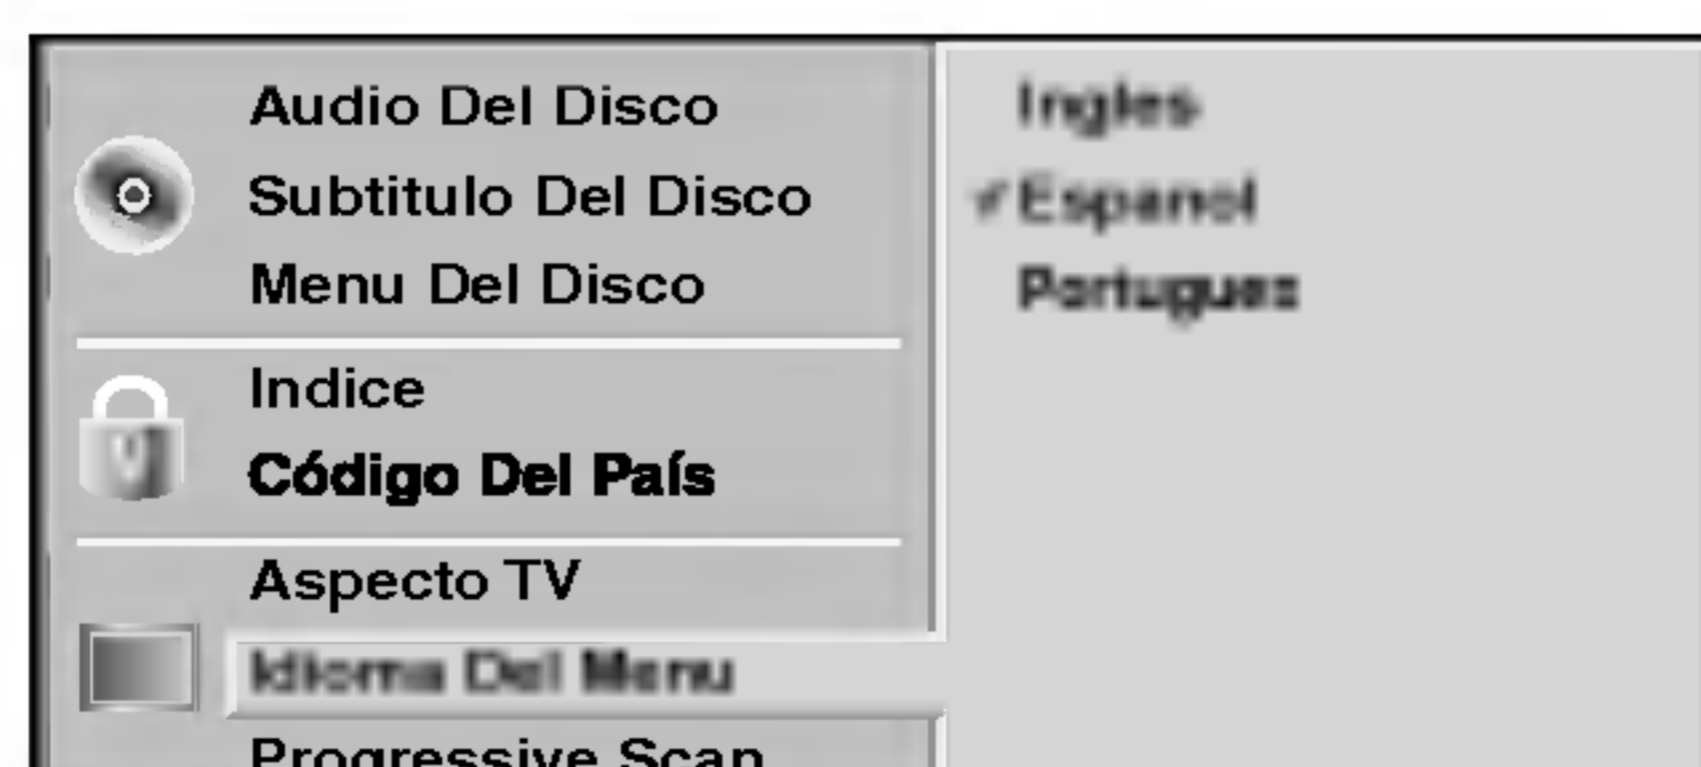 Audio Del Disco
Subtitulo Del Disco
Menu Del Disco
Indice
Código Del País
Aspecto TV
Idioma Del Menu
Progressive Scan
Ingles
Espanol
Portugues